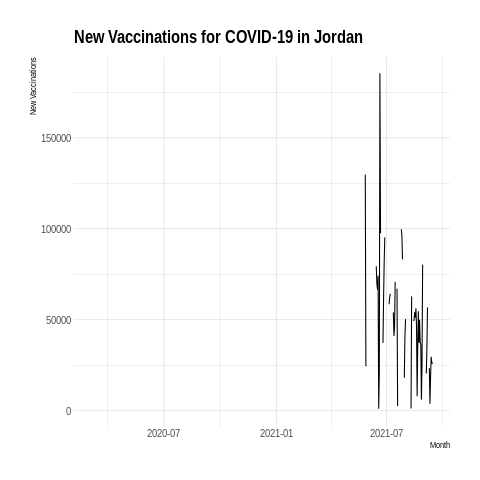 New Vaccinations for COVID-19 in Jordan
New Vaccinations
150000
100000
50000
0
2020-07 2021-01 2021-07
Month